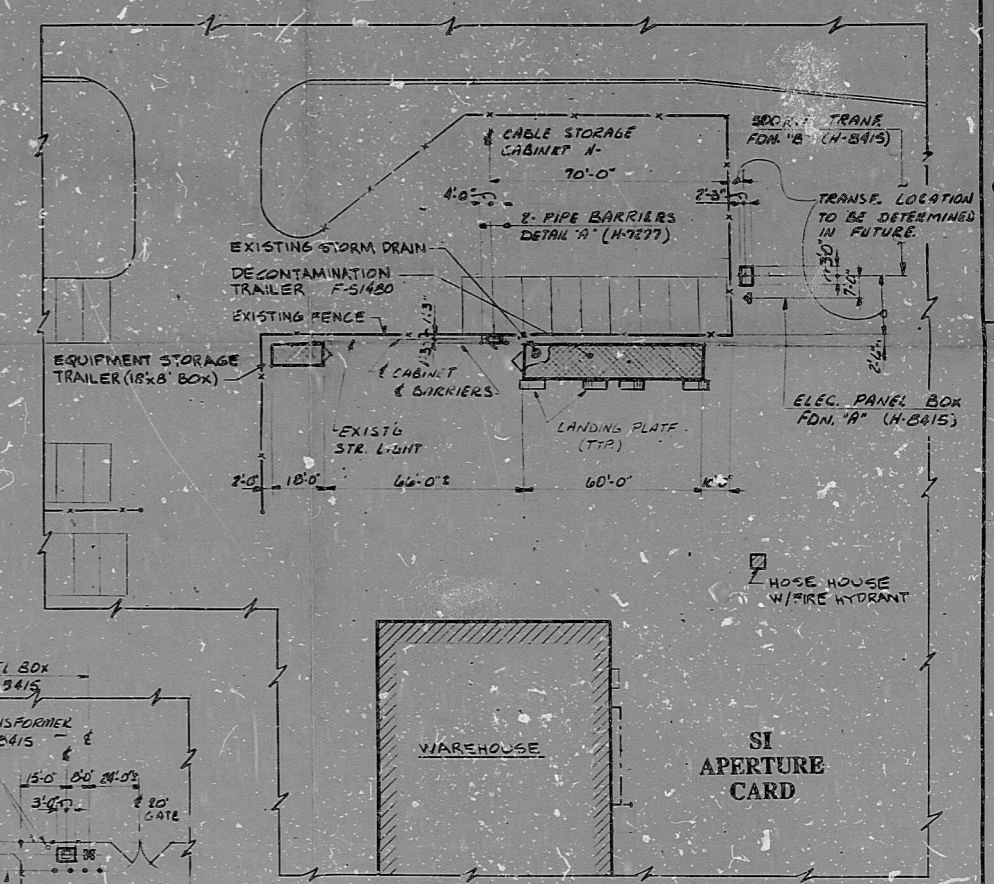 CABLE STORAGE
CABINET N-
70'-0"
4'-0"
2'-3"
2- PIPE BARRIERS
DETAIL "A" (H-7277)
TRANS.
FDN. "B" (H-8415)
TRANSF. LOCATION
TO BE DETERMINED
IN FUTURE.
7'-0"
EXISTING STORM DRAIN
DECONTAMINATION
TRAILER F-51480
EXISTING FENCE
EQUIPMENT STORAGE
TRAILER (18'x8' BOX)
CABINET
& BARRIERS
EXIST'G
STR. LIGHT
LANDING PLATF.
(TYP.)
ELEC. PANEL BOX
FDN. "A" (H-8415)
2'-0"
18'-0"
66'-0"±
60'-0"
HOSE HOUSE
W/FIRE HYDRANT
BOX
8415
WAREHOUSE
SI
APERTURE
CARD
15'-0"
8'-0"
24'-0"±
3'-0"
20'
GATE